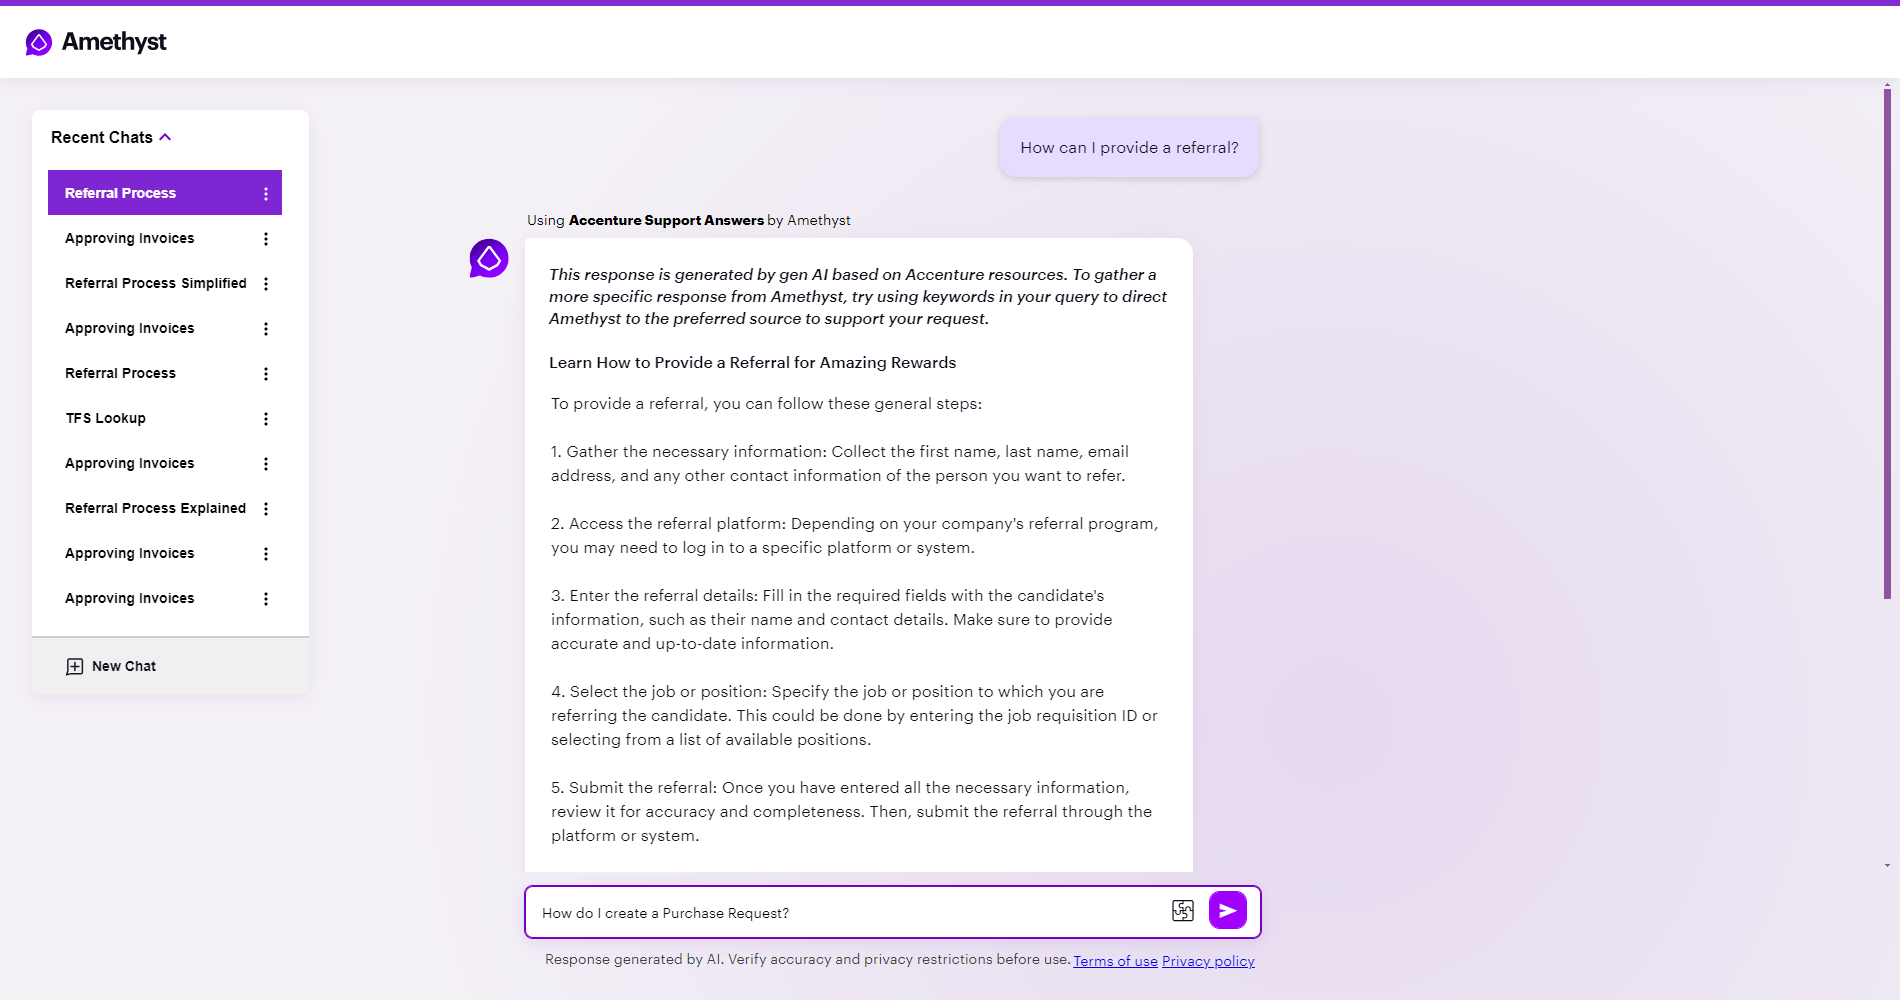 Amethyst
Recent Chats
Referral Process
Approving Invoices
Referral Process Simplified
Approving Invoices
Referral Process
TFS Lookup
Approving Invoices
Referral Process Explained
Approving Invoices
Approving Invoices
New Chat
How can I provide a referral?
Using Accenture Support Answers by Amethyst
This response is generated by gen AI based on Accenture resources. To gather a
more specific response from Amethyst, try using keywords in your query to direct
Amethyst to the preferred source to support your request.
Learn How to Provide a Referral for Amazing Rewards
To provide a referral, you can follow these general steps:
1. Gather the necessary information: Collect the first name, last name, email
address, and any other contact information of the person you want to refer.
2. Access the referral platform: Depending on your company's referral program,
you may need to log in to a specific platform or system.
3. Enter the referral details: Fill in the required fields with the candidate's
information, such as their name and contact details. Make sure to provide
accurate and up-to-date information.
4. Select the job or position: Specify the job or position to which you are
referring the candidate. This could be done by entering the job requisition ID or
selecting from a list of available positions.
5. Submit the referral: Once you have entered all the necessary information,
review it for accuracy and completeness. Then, submit the referral through the
platform or system.
How do I create a Purchase Request?
Response generated by AI. Verify accuracy and privacy restrictions before use. Terms of use Privacy policy